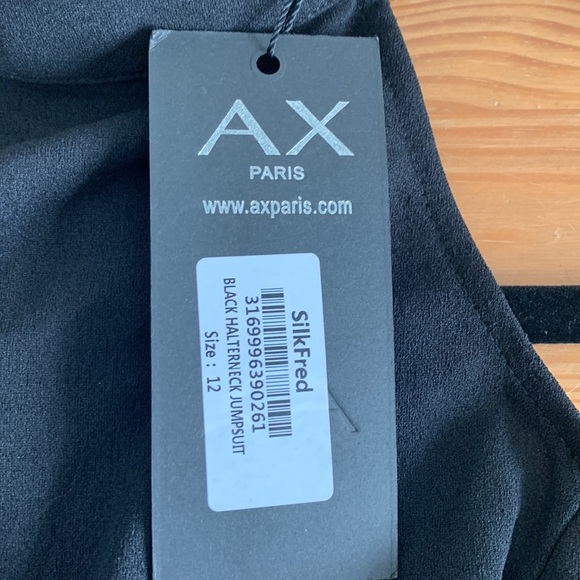 AX
PARIS
www.axparis.com
SilkFred
3169996390261
BLACK HALTERNECK JUMPSUIT
Size : 12